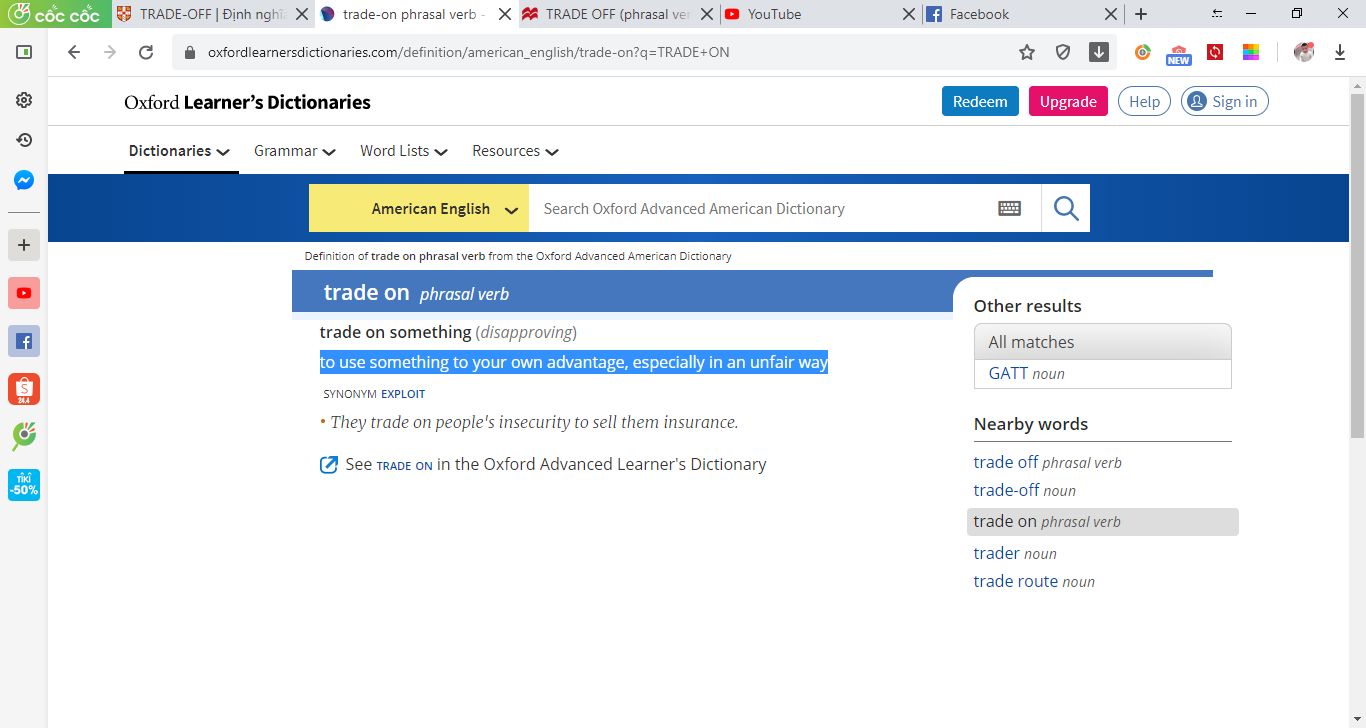 cốc cốc
TRADE-OFF | Định nghĩa
trade-on phrasal verb -
TRADE OFF (phrasal ver
YouTube
Facebook
oxfordlearnersdictionaries.com/definition/american_english/trade-on?q=TRADE+ON
NEW
Oxford Learner's Dictionaries
Redeem
Upgrade
Help
Sign in
Dictionaries
Grammar
Word Lists
Resources
American English
Search Oxford Advanced American Dictionary
Definition of trade on phrasal verb from the Oxford Advanced American Dictionary
trade on phrasal verb
trade on something (disapproving)
to use something to your own advantage, especially in an unfair way
SYNONYM EXPLOIT
• They trade on people's insecurity to sell them insurance.
See TRADE ON in the Oxford Advanced Learner's Dictionary
Other results
All matches
GATT noun
Nearby words
trade off phrasal verb
trade-off noun
trade on phrasal verb
trader noun
trade route noun
S
24.4
TIKI
-50%